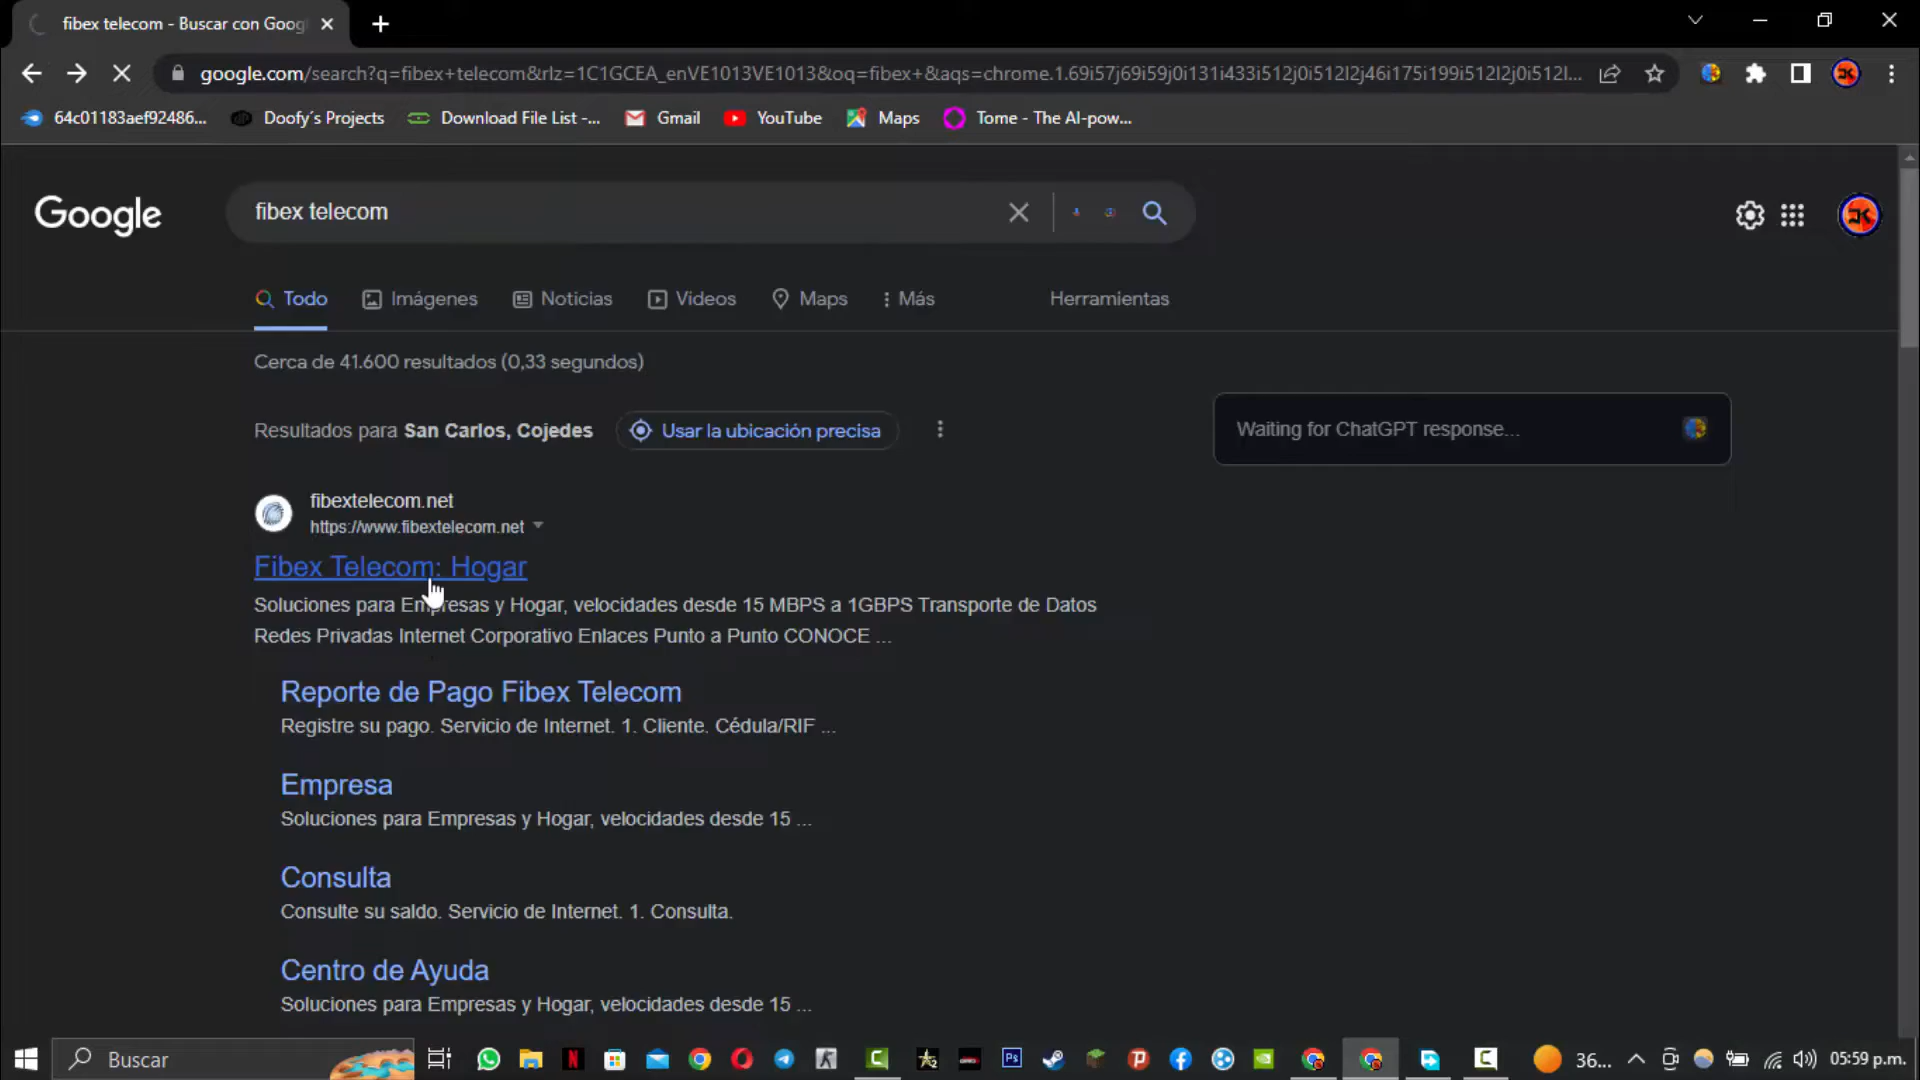 fibex telecom - Buscar con Goog
google.com/search?q=fibex+telecom&rlz=1C1GCEA_enVE1013VE1013&oq=fibex+&aqs=chrome.1.69i57j69i59j0i131i433i512j0i512l2j46i175i199i512l2j0i512l...
64c01183aef92486... Doofy´s Projects Download File List -... Gmail YouTube Maps Tome - The AI-pow...
Google fibex telecom
Todo Imágenes Noticias Videos Maps Más Herramientas
Cerca de 41.600 resultados (0,33 segundos)
Resultados para San Carlos, Cojedes Usar la ubicación precisa
Waiting for ChatGPT response...
fibextelecom.net
https://www.fibextelecom.net
Fibex Telecom: Hogar
Soluciones para Empresas y Hogar, velocidades desde 15 MBPS a 1GBPS Transporte de Datos
Redes Privadas Internet Corporativo Enlaces Punto a Punto CONOCE ...
Reporte de Pago Fibex Telecom
Registre su pago. Servicio de Internet. 1. Cliente. Cédula/RIF ...
Empresa
Soluciones para Empresas y Hogar, velocidades desde 15 ...
Consulta
Consulte su saldo. Servicio de Internet. 1. Consulta.
Centro de Ayuda
Soluciones para Empresas y Hogar, velocidades desde 15 ...
Buscar 36... 05:59 p.m.